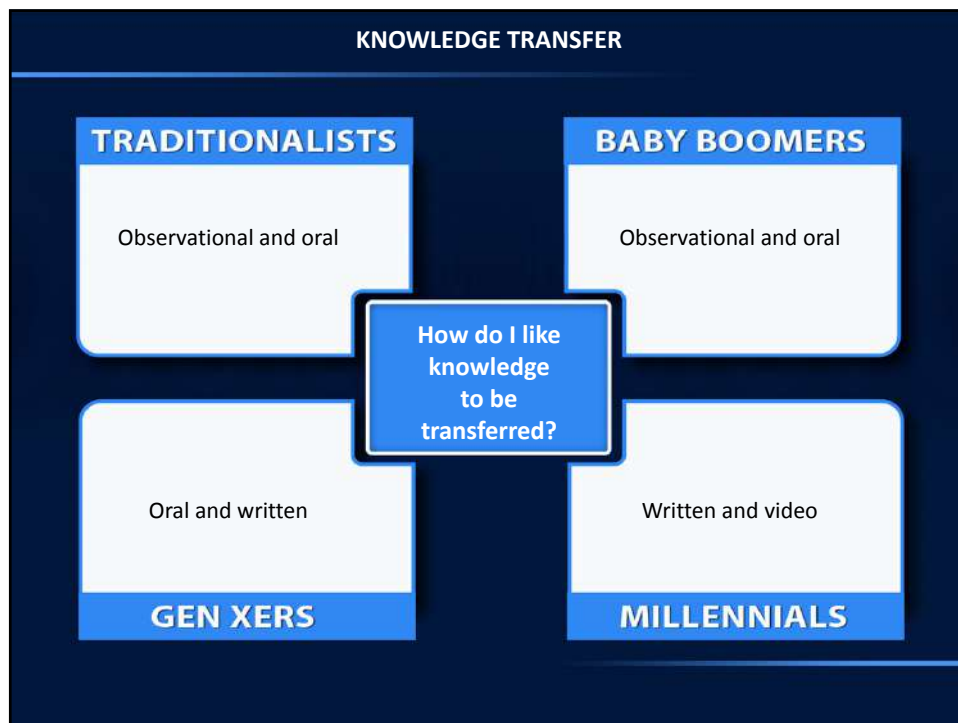 KNOWLEDGE TRANSFER
TRADITIONALISTS
Observational and oral
BABY BOOMERS
Observational and oral
How do I like
knowledge
to be
transferred?
Oral and written
GEN XERS
Written and video
MILLENNIALS